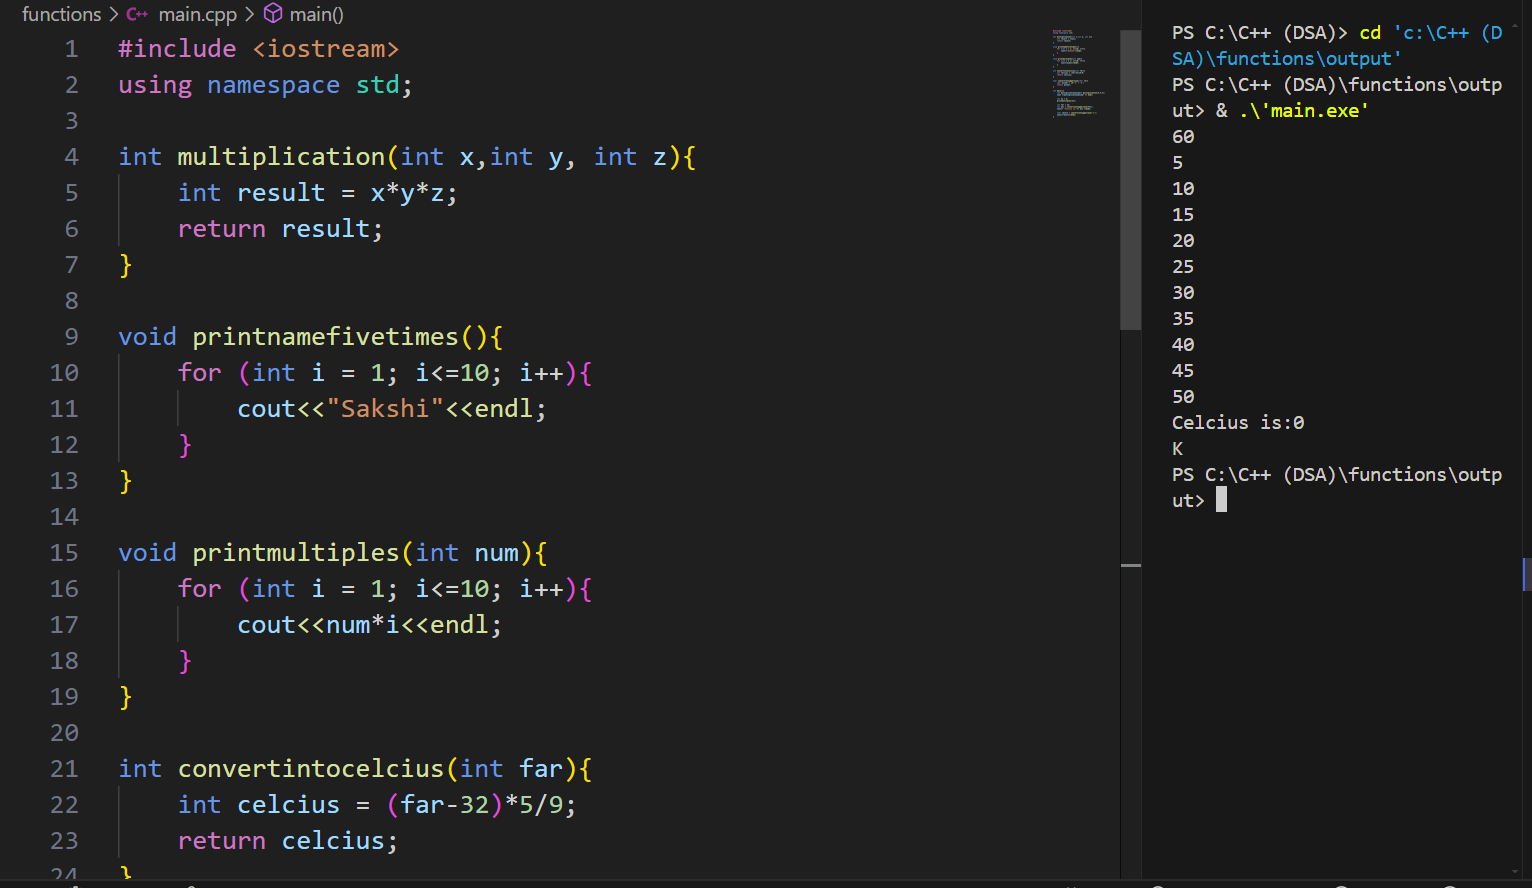 functions > C++ main.cpp > main()
1 #include <iostream>
2 using namespace std;
3
4 int multiplication(int x,int y, int z){
5 int result = x*y*z;
6 return result;
7 }
8
9 void printnamefivetimes(){
10 for (int i = 1; i<=10; i++){
11 cout<<"Sakshi"<<endl;
12 }
13 }
14
15 void printmultiples(int num){
16 for (int i = 1; i<=10; i++){
17 cout<<num*i<<endl;
18 }
19 }
20
21 int convertintocelcius(int far){
22 int celcius = (far-32)*5/9;
23 return celcius;
24 }
PS C:\C++ (DSA)> cd 'c:\C++ (D
SA)\functions\output'
PS C:\C++ (DSA)\functions\outp
ut> & .\'main.exe'
60
5
10
15
20
25
30
35
40
45
50
Celcius is:0
K
PS C:\C++ (DSA)\functions\outp
ut>